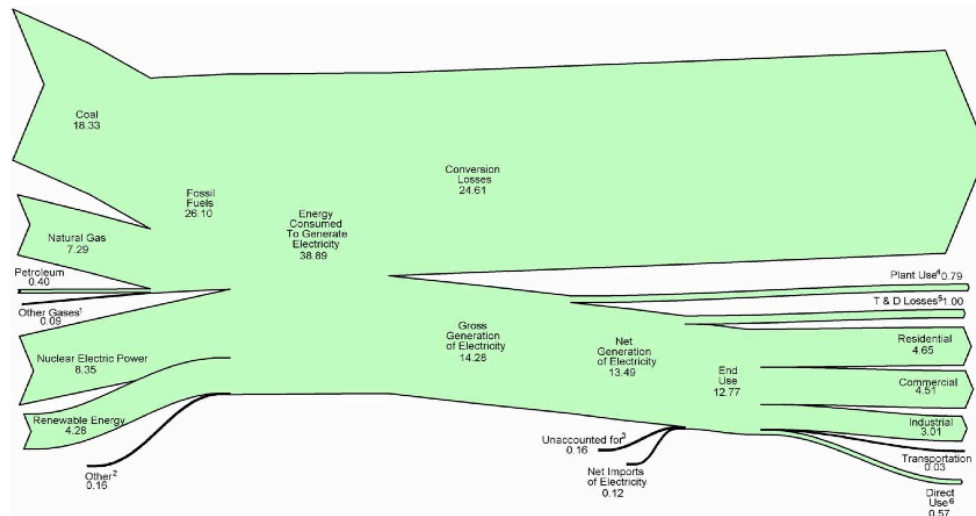 Coal
18.33
Natural Gas
7.29
Petroleum
0.40
Other Gases¹
0.09
Nuclear Electric Power
8.35
Renewable Energy
4.28
Other²
0.16
Fossil
Fuels
26.10
Energy
Consumed
To Generate
Electricity
38.89
Conversion
Losses
24.61
Gross
Generation
of Electricity
14.28
Net
Generation
of Electricity
13.49
Unaccounted for³
0.16
Net Imports
of Electricity
0.12
End
Use
12.77
Plant Use⁴ 0.79
T & D Losses⁵ 1.00
Residential
4.65
Commercial
4.51
Industrial
3.01
Transportation
0.03
Direct
Use⁶
0.57